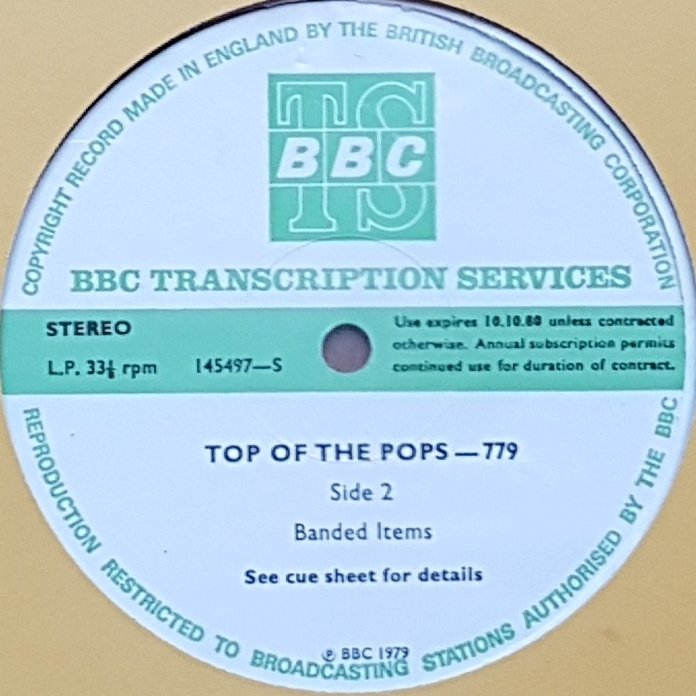 COPYRIGHT RECORD MADE IN ENGLAND BY THE BRITISH BROADCASTING CORPORATION
TS
BBC
BBC TRANSCRIPTION SERVICES
STEREO
L.P. 33⅓ rpm
145497—S
Use expires 10.10.80 unless contracted
otherwise. Annual subscription permits
continued use for duration of contract.
TOP OF THE POPS — 779
Side 2
Banded Items
See cue sheet for details
℗ BBC 1979
REPRODUCTION RESTRICTED TO BROADCASTING STATIONS AUTHORISED BY THE BBC